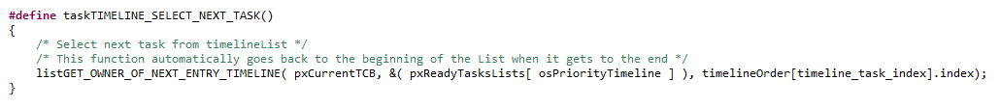 #define taskTIMELINE_SELECT_NEXT_TASK()
{
/* Select next task from timelineList */
/* This function automatically goes back to the beginning of the List when it gets to the end */
listGET_OWNER_OF_NEXT_ENTRY_TIMELINE( pxCurrentTCB, &( pxReadyTasksLists[ osPriorityTimeline ] ), timelineOrder[timeline_task_index].index);
}